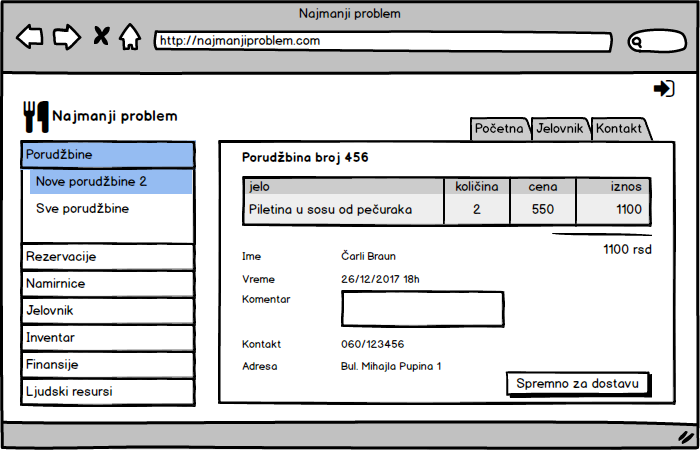 Najmanji problem
http://najmanjiproblem.com
Najmanji problem
Početna Jelovnik Kontakt
Porudžbine
Nove porudžbine 2
Sve porudžbine
Rezervacije
Namirnice
Jelovnik
Inventar
Finansije
Ljudski resursi
Porudžbina broj 456
jelo količina cena iznos
Piletina u sosu od pečuraka 2 550 1100
1100 rsd
Ime Čarli Braun
Vreme 26/12/2017 18h
Komentar
Kontakt 060/123456
Adresa Bul. Mihajla Pupina 1
Spremno za dostavu